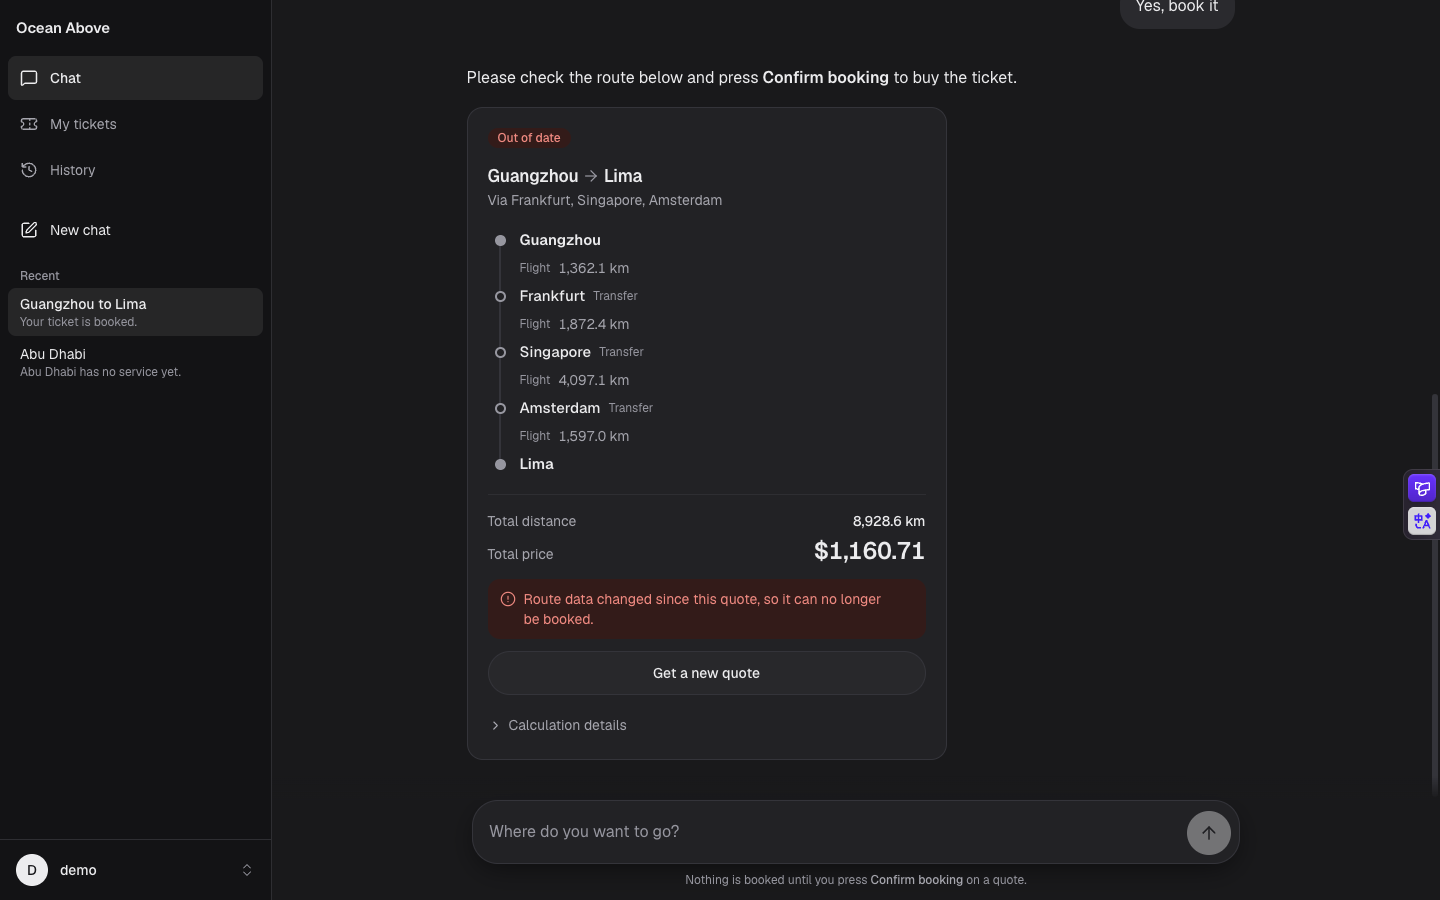 Ocean Above
Chat
My tickets
History
New chat
Recent
Guangzhou to Lima
Your ticket is booked.
Abu Dhabi
Abu Dhabi has no service yet.
D
demo
Yes, book it
Please check the route below and press Confirm booking to buy the ticket.
Out of date
Guangzhou → Lima
Via Frankfurt, Singapore, Amsterdam
Guangzhou
Flight 1,362.1 km
Frankfurt Transfer
Flight 1,872.4 km
Singapore Transfer
Flight 4,097.1 km
Amsterdam Transfer
Flight 1,597.0 km
Lima
Total distance 8,928.6 km
Total price $1,160.71
Route data changed since this quote, so it can no longer
be booked.
Get a new quote
Calculation details
Where do you want to go?
Nothing is booked until you press Confirm booking on a quote.
中A